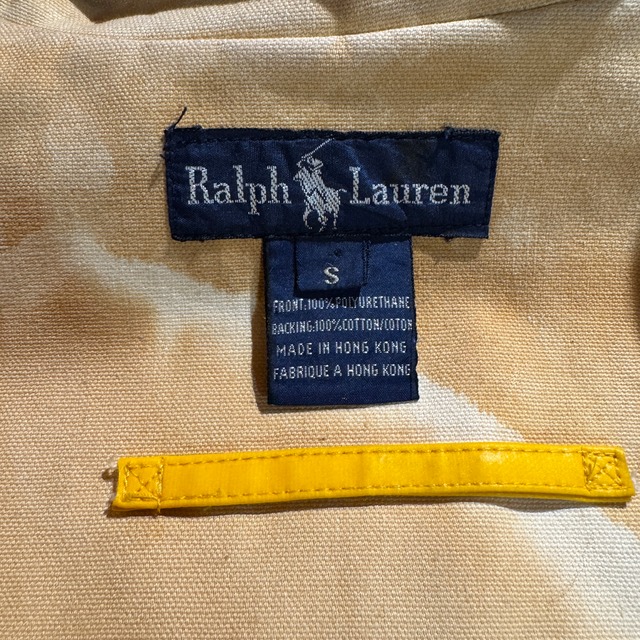 Ralph Lauren
S
FRONT:100%POLYURETHANE
BACKING:100%COTTON/COTON
MADE IN HONG KONG
FABRIQUE A HONG KONG